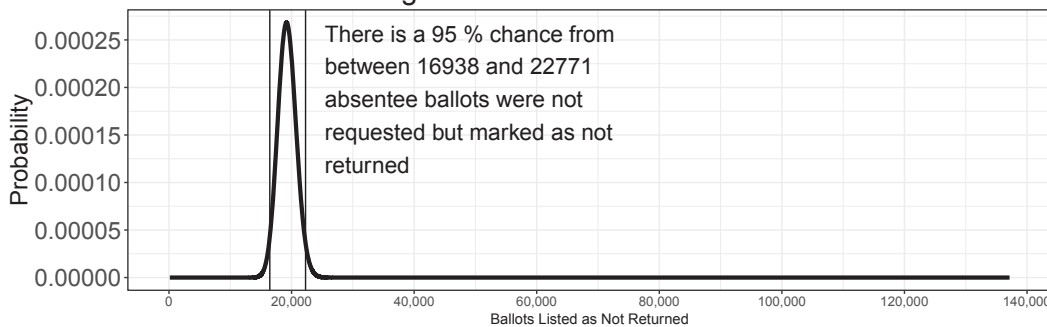 There is a 95 % chance from
between 16938 and 22771
absentee ballots were not
requested but marked as not
returned
Probability
0.00025
0.00020
0.00015
0.00010
0.00005
0.00000
0 20,000 40,000 60,000 80,000 100,000 120,000 140,000
Ballots Listed as Not Returned